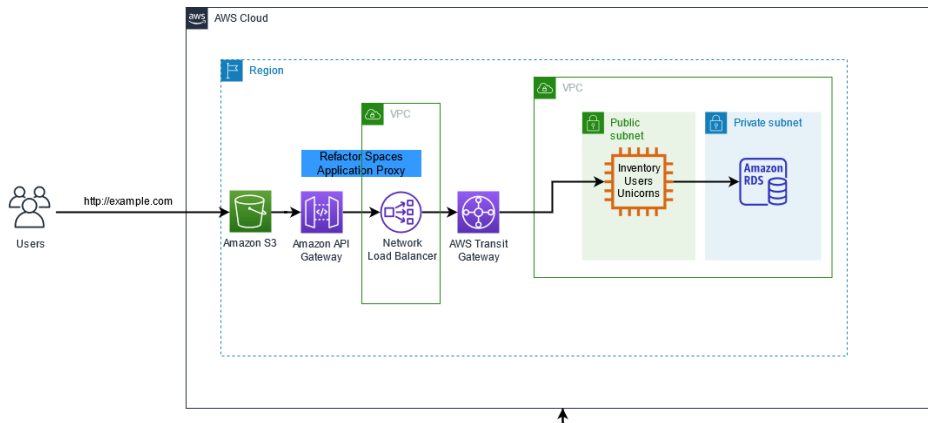 aws
AWS Cloud
Region
VPC
VPC
Public
subnet
Private subnet
Refactor Spaces
Application Proxy
Inventory
Users
Unicorns
Amazon
RDS
http://example.com
Users
Amazon S3
Amazon API
Gateway
Network
Load Balancer
AWS Transit
Gateway